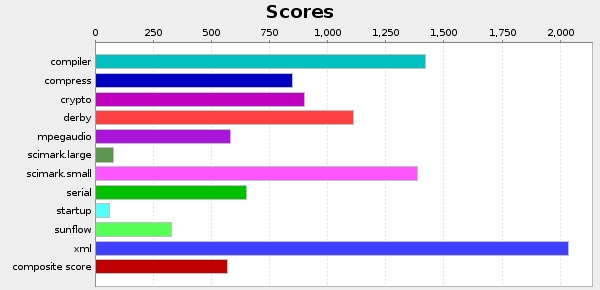 Scores
0 250 500 750 1,000 1,250 1,500 1,750 2,000
compiler
compress
crypto
derby
mpegaudio
scimark.large
scimark.small
serial
startup
sunflow
xml
composite score